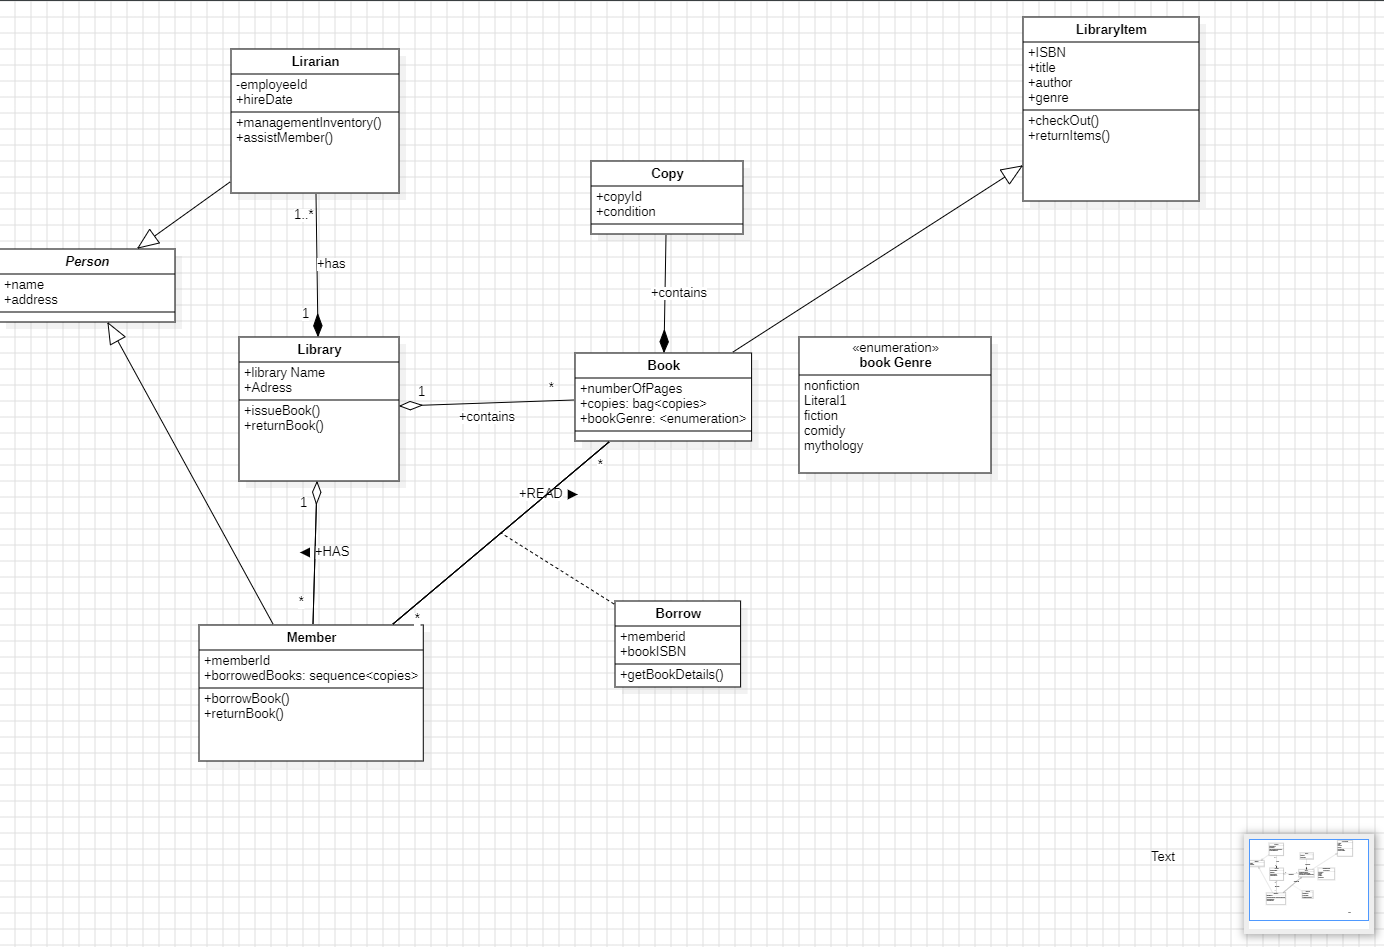 Lirarian
-employeeId
+hireDate
+managementInventory()
+assistMember()
LibraryItem
+ISBN
+title
+author
+genre
+checkOut()
+returnItems()
Copy
+copyId
+condition
1..*
+has
1
Person
+name
+address
+contains
Library
+library Name
+Adress
+issueBook()
+returnBook()
1
*
+contains
Book
+numberOfPages
+copies: bag<copies>
+bookGenre: <enumeration>
«enumeration»
book Genre
nonfiction
Literal1
fiction
comidy
mythology
*
+READ ►
1
◄ +HAS
*
*
Member
+memberId
+borrowedBooks: sequence<copies>
+borrowBook()
+returnBook()
Borrow
+memberid
+bookISBN
+getBookDetails()
Text